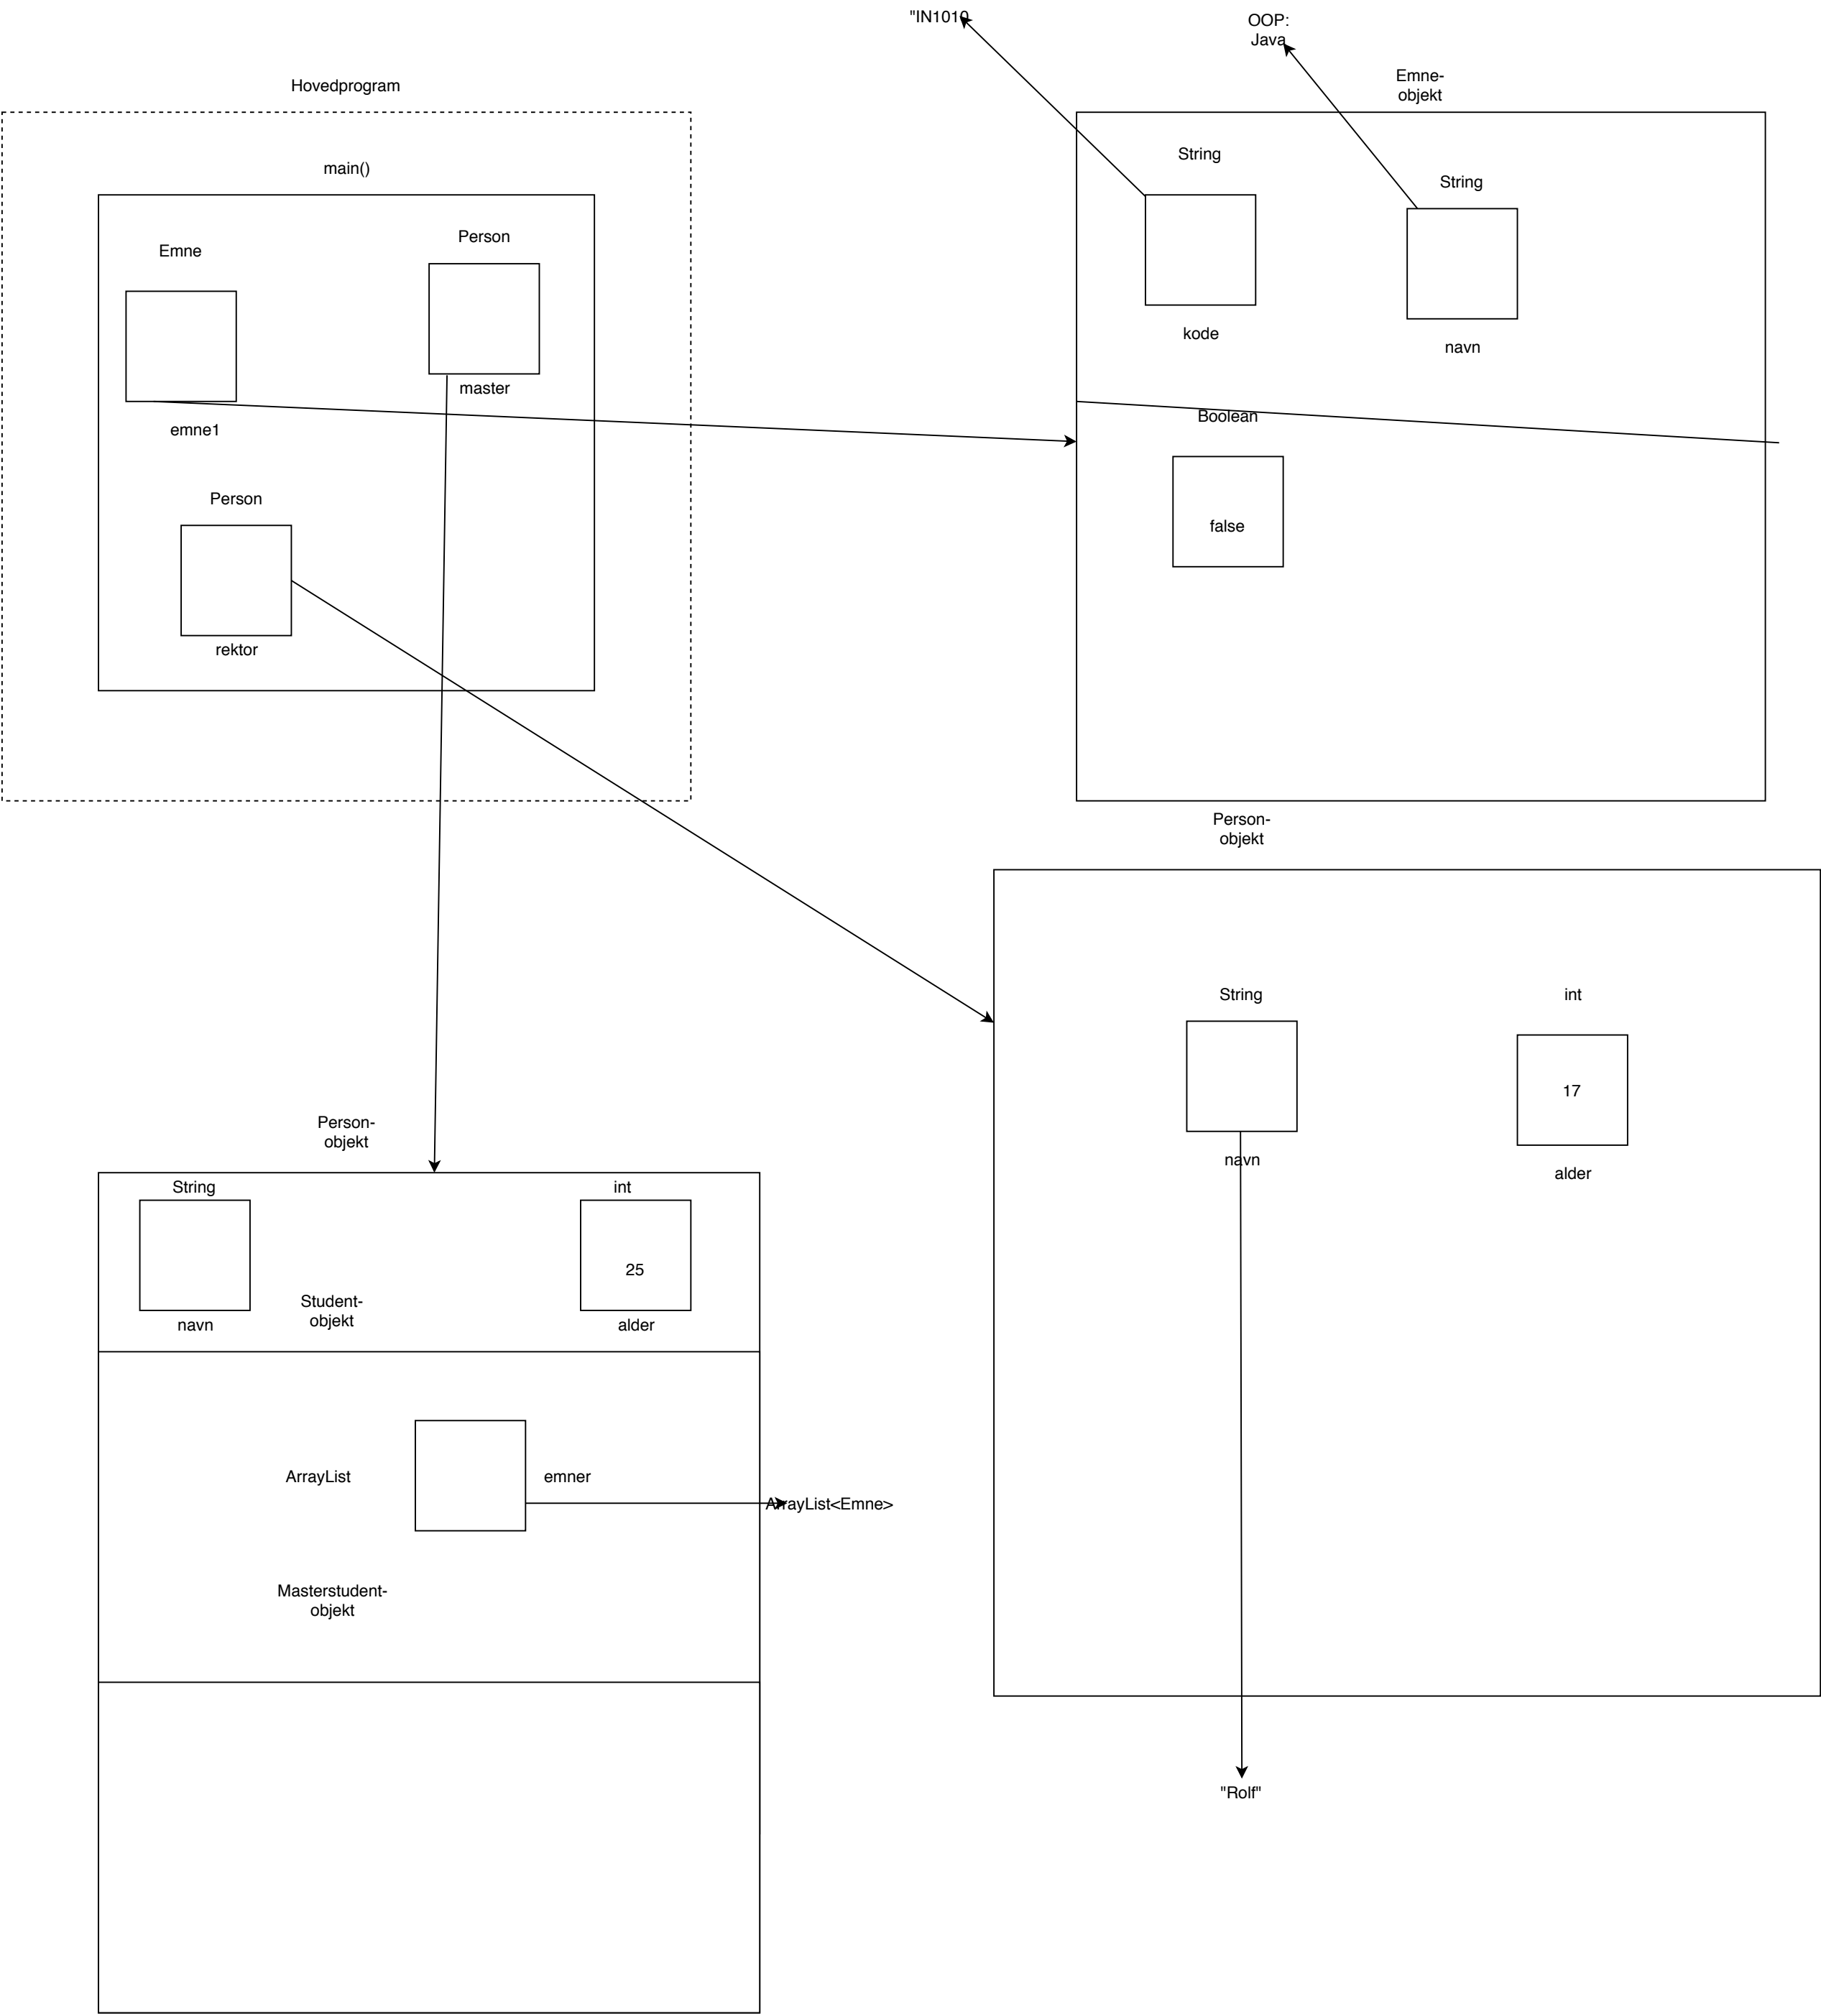 "IN1010
OOP:
Java
Hovedprogram
Emne-
objekt
main()
String
String
Emne
Person
kode
navn
master
emne1
Boolean
Person
false
rektor
Person-
objekt
String
int
17
navn
alder
Person-
objekt
String
int
25
Student-
objekt
navn
alder
ArrayList
emner
ArrayList<Emne>
Masterstudent-
objekt
"Rolf"